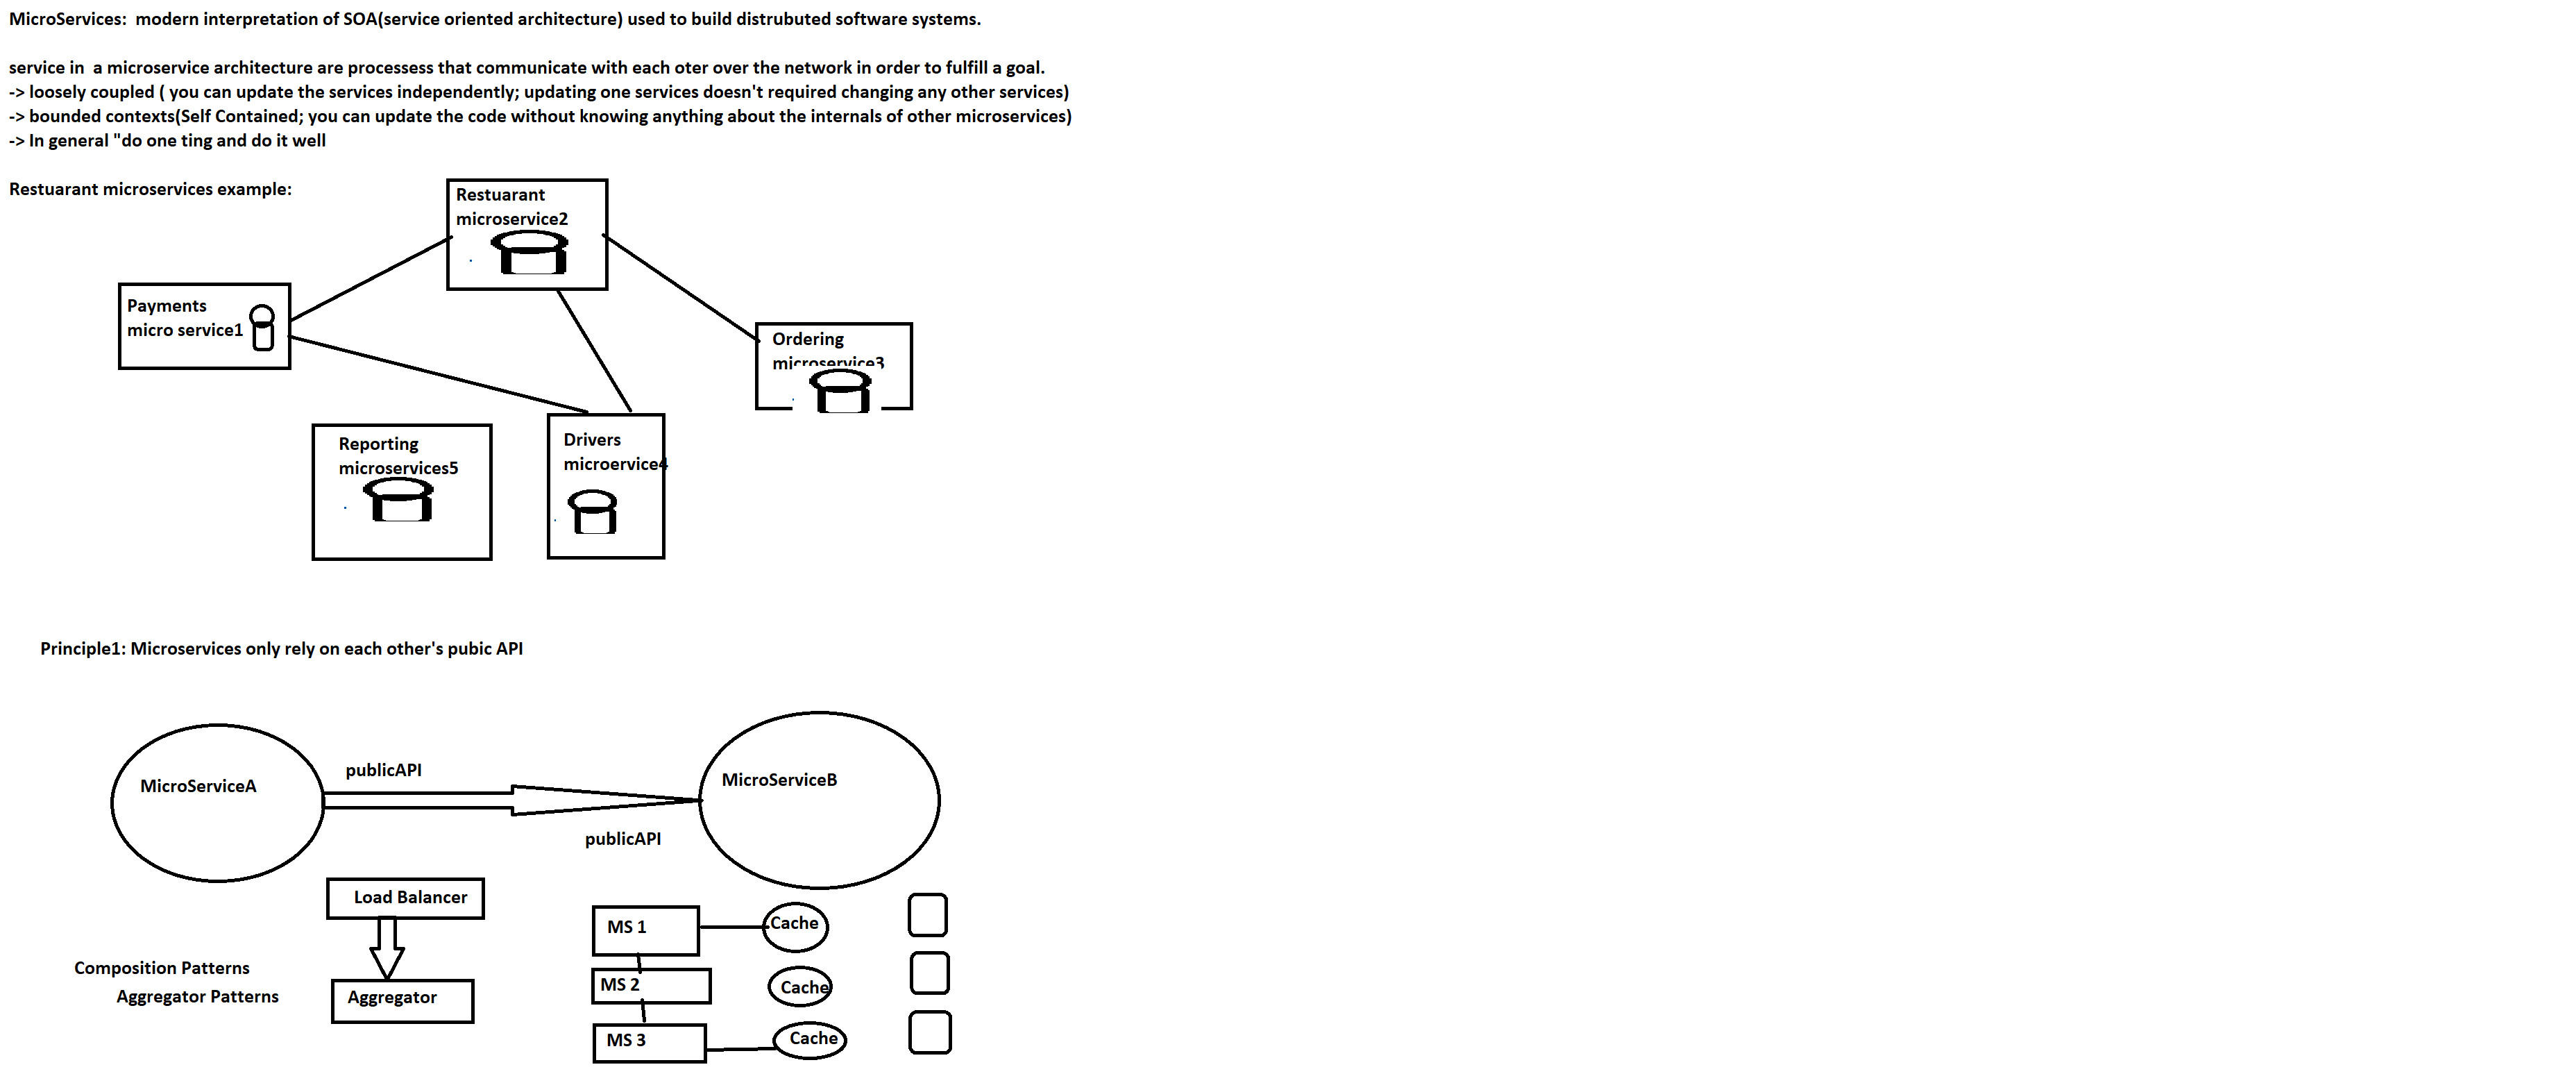 MicroServices:  modern interpretation of SOA(service oriented architecture) used to build distrubuted software systems.
service in  a microservice architecture are processess that communicate with each oter over the network in order to fulfill a goal.
-> loosely coupled ( you can update the services independently; updating one services doesn't required changing any other services)
-> bounded contexts(Self Contained; you can update the code without knowing anything about the internals of other microservices)
-> In general "do one ting and do it well
Restuarant microservices example:
Restuarant
microservice2
Payments
micro service1
Ordering
microservice3
Reporting
microservices5
Drivers
microervice4
Principle1: Microservices only rely on each other's pubic API
MicroServiceA
publicAPI
MicroServiceB
publicAPI
Load Balancer
Composition Patterns
Aggregator Patterns
Aggregator
MS 1
Cache
MS 2
Cache
MS 3
Cache